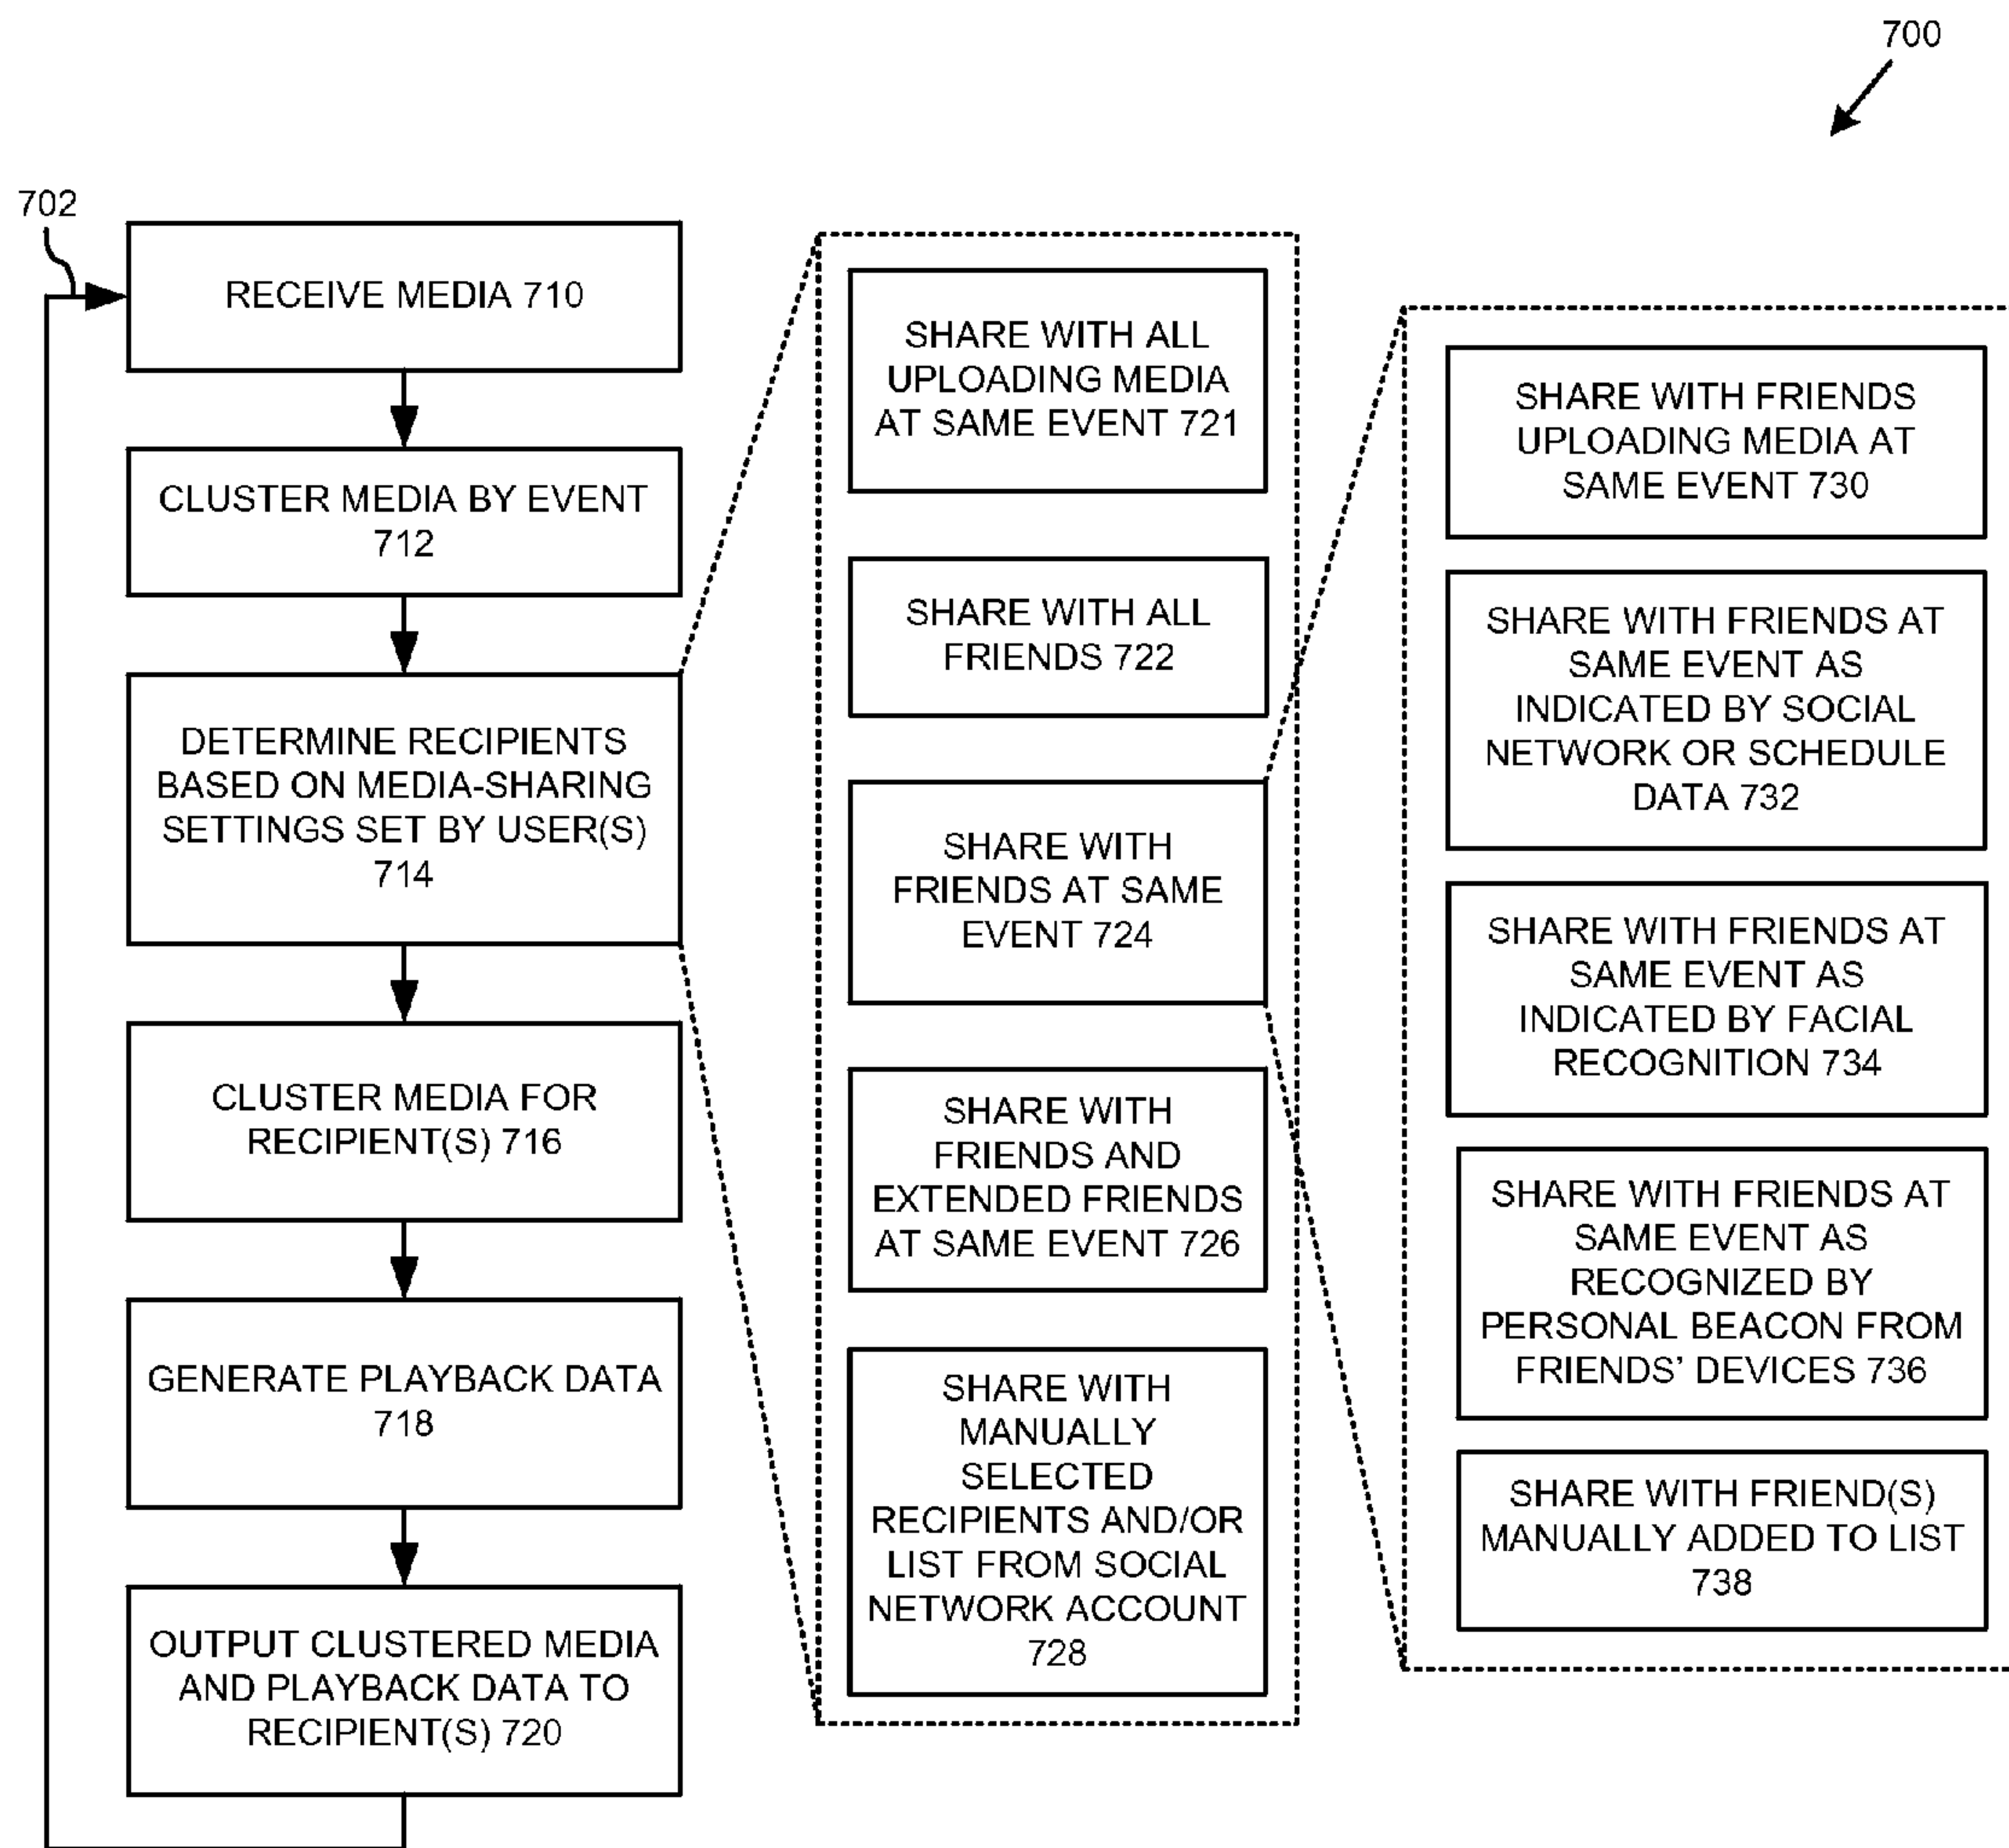 700
702
RECEIVE MEDIA 710
CLUSTER MEDIA BY EVENT
712
DETERMINE RECIPIENTS
BASED ON MEDIA-SHARING
SETTINGS SET BY USER(S)
714
CLUSTER MEDIA FOR
RECIPIENT(S) 716
GENERATE PLAYBACK DATA
718
OUTPUT CLUSTERED MEDIA
AND PLAYBACK DATA TO
RECIPIENT(S) 720
SHARE WITH ALL
UPLOADING MEDIA
AT SAME EVENT 721
SHARE WITH ALL
FRIENDS 722
SHARE WITH
FRIENDS AT SAME
EVENT 724
SHARE WITH
FRIENDS AND
EXTENDED FRIENDS
AT SAME EVENT 726
SHARE WITH
MANUALLY
SELECTED
RECIPIENTS AND/OR
LIST FROM SOCIAL
NETWORK ACCOUNT
728
SHARE WITH FRIENDS
UPLOADING MEDIA AT
SAME EVENT 730
SHARE WITH FRIENDS AT
SAME EVENT AS
INDICATED BY SOCIAL
NETWORK OR SCHEDULE
DATA 732
SHARE WITH FRIENDS AT
SAME EVENT AS
INDICATED BY FACIAL
RECOGNITION 734
SHARE WITH FRIENDS AT
SAME EVENT AS
RECOGNIZED BY
PERSONAL BEACON FROM
FRIENDS’ DEVICES 736
SHARE WITH FRIEND(S)
MANUALLY ADDED TO LIST
738